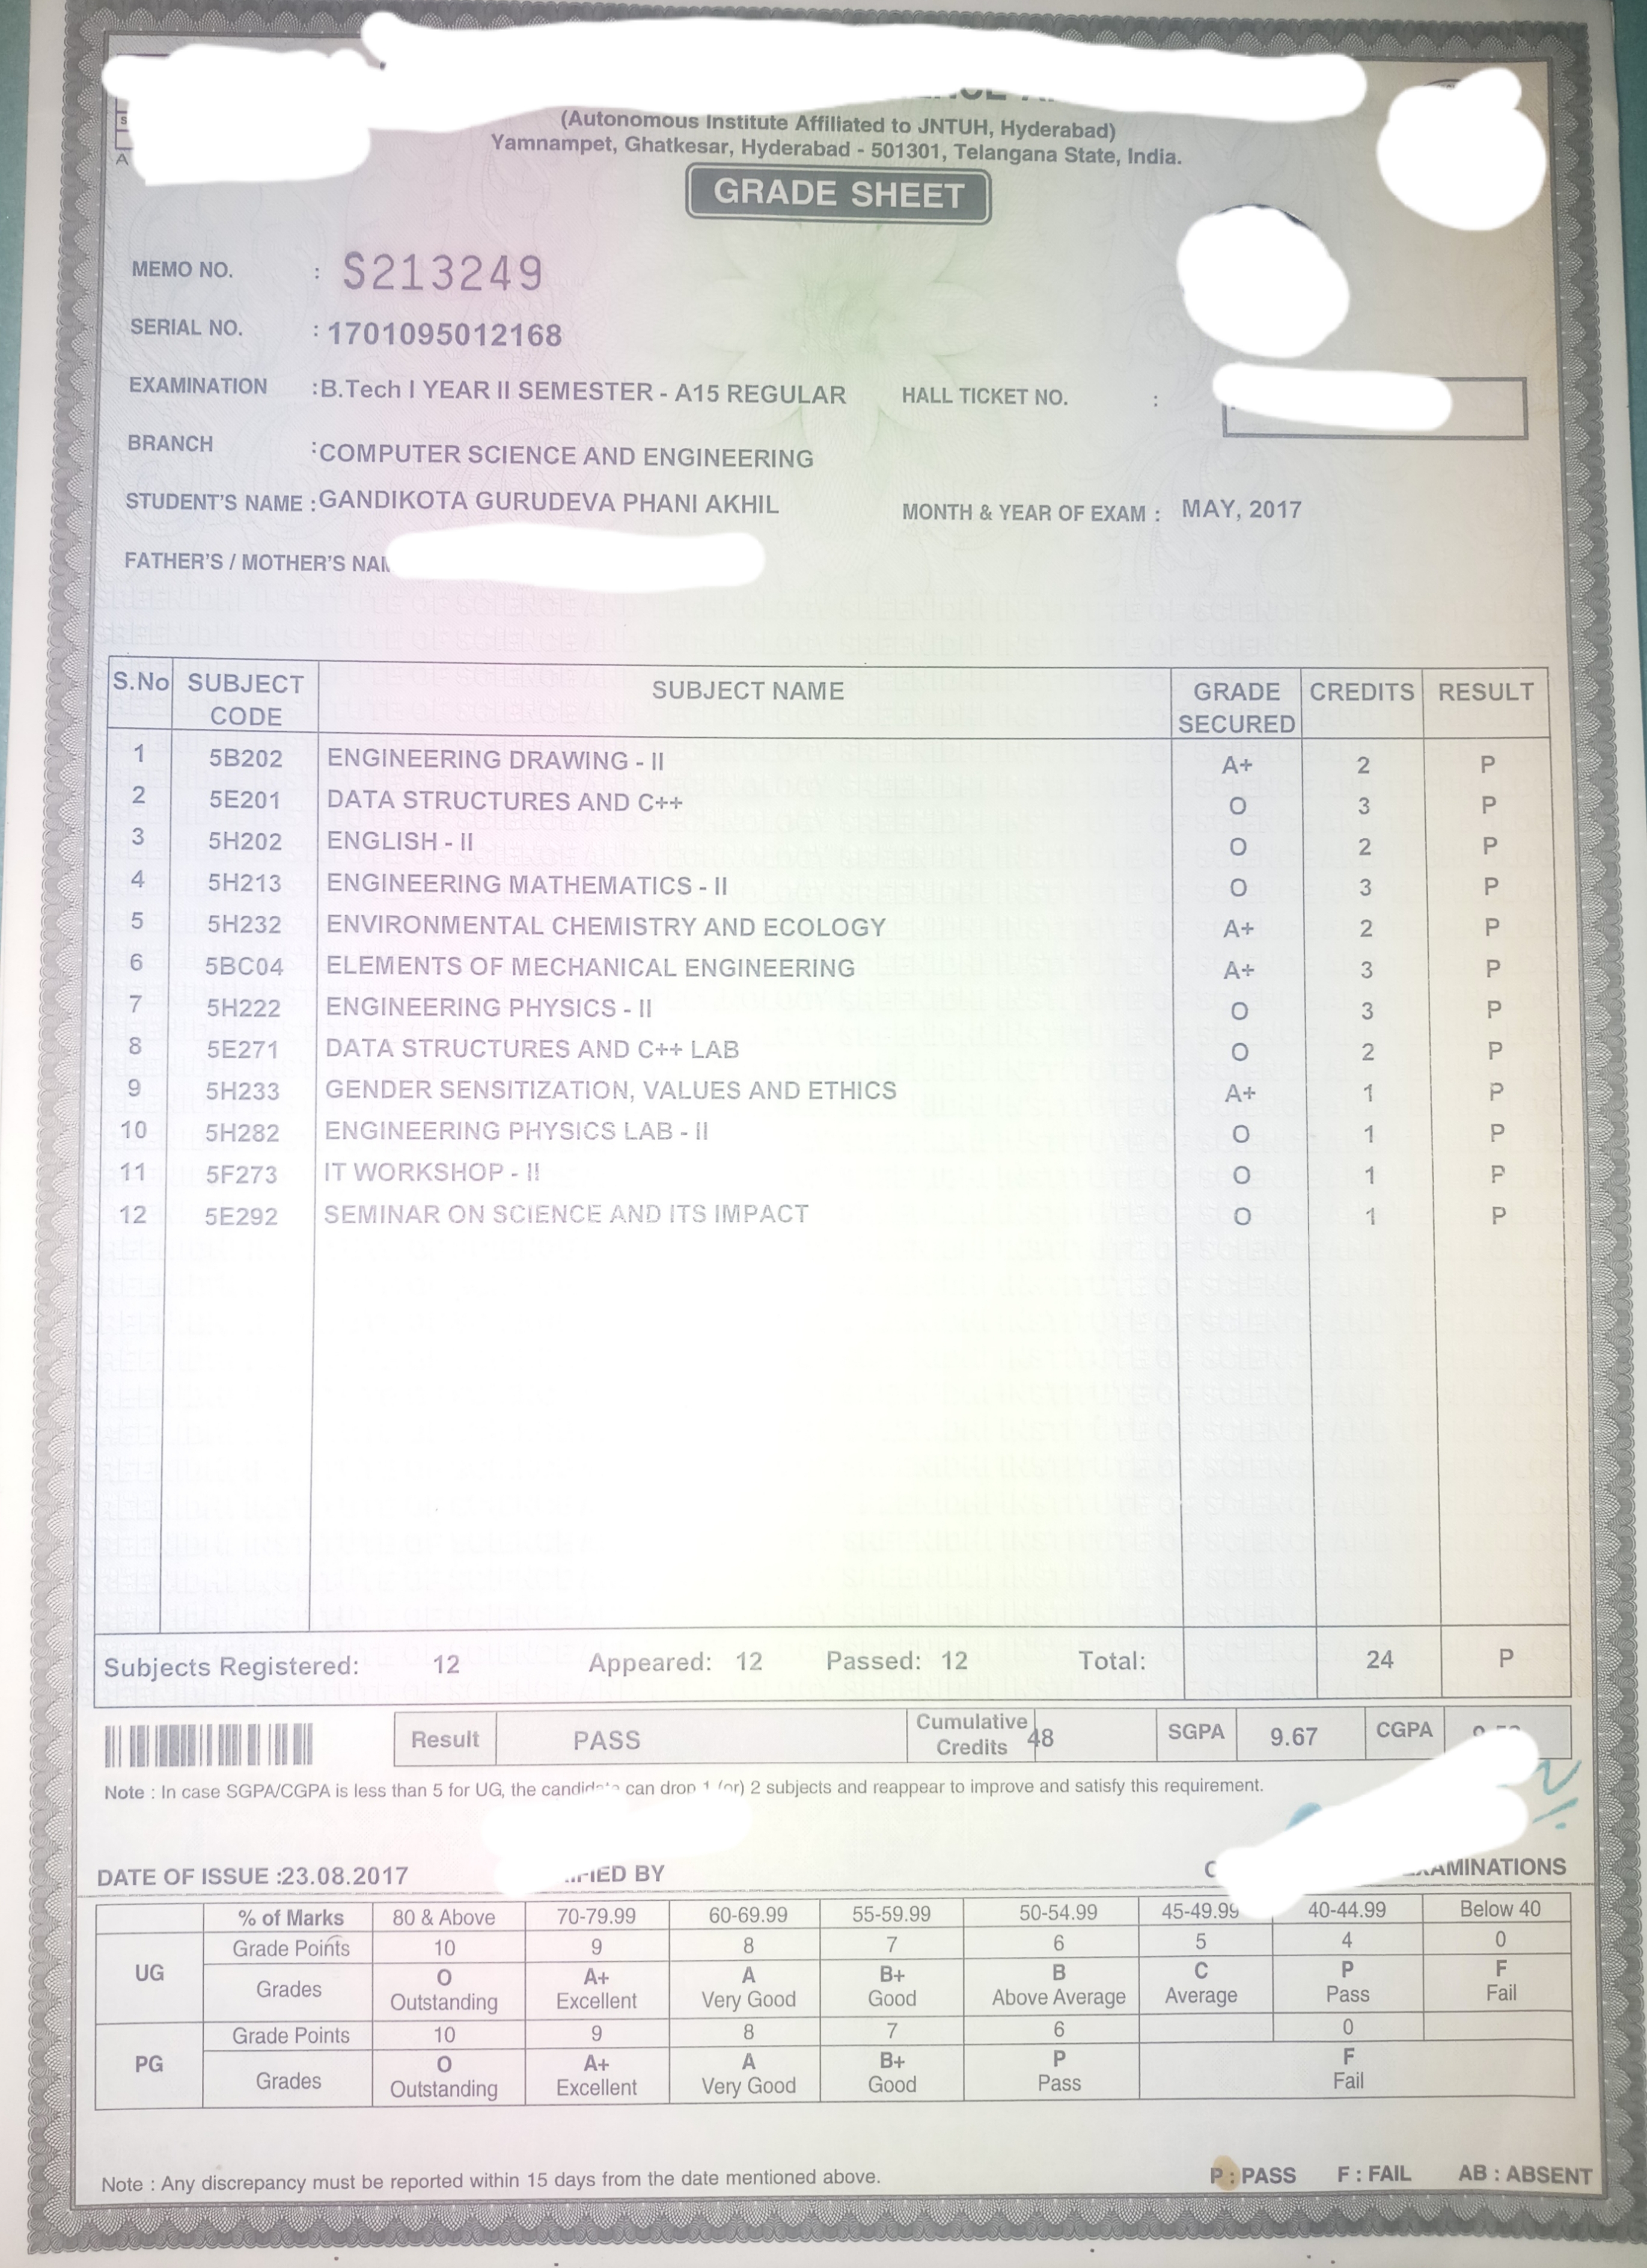 (Autonomous Institute Affiliated to JNTUH, Hyderabad)
Yamnampet, Ghatkesar, Hyderabad - 501301, Telangana State, India.
GRADE SHEET
MEMO NO. : S213249
SERIAL NO. : 1701095012168
EXAMINATION :B.Tech I YEAR II SEMESTER - A15 REGULAR HALL TICKET NO. :
BRANCH :COMPUTER SCIENCE AND ENGINEERING
STUDENT'S NAME :GANDIKOTA GURUDEVA PHANI AKHIL MONTH & YEAR OF EXAM : MAY, 2017
FATHER'S / MOTHER'S
S.No SUBJECT CODE SUBJECT NAME GRADE SECURED CREDITS RESULT
1 5B202 ENGINEERING DRAWING - II A+ 2 P
2 5E201 DATA STRUCTURES AND C++ O 3 P
3 5H202 ENGLISH - II O 2 P
4 5H213 ENGINEERING MATHEMATICS - II O 3 P
5 5H232 ENVIRONMENTAL CHEMISTRY AND ECOLOGY A+ 2 P
6 5BC04 ELEMENTS OF MECHANICAL ENGINEERING A+ 3 P
7 5H222 ENGINEERING PHYSICS - II O 3 P
8 5E271 DATA STRUCTURES AND C++ LAB O 2 P
9 5H233 GENDER SENSITIZATION, VALUES AND ETHICS A+ 1 P
10 5H282 ENGINEERING PHYSICS LAB - II O 1 P
11 5F273 IT WORKSHOP - II O 1 P
12 5E292 SEMINAR ON SCIENCE AND ITS IMPACT O 1 P
Subjects Registered: 12 Appeared: 12 Passed: 12 Total: 24 P
Result PASS Cumulative Credits 48 SGPA 9.67 CGPA
Note : In case SGPA/CGPA is less than 5 for UG, the candidate can drop 1 (or) 2 subjects and reappear to improve and satisfy this requirement.
DATE OF ISSUE :23.08.2017 BY
% of Marks 80 & Above 70-79.99 60-69.99 55-59.99 50-54.99 45-49.99 40-44.99 Below 40
UG Grade Points 10 9 8 7 6 5 4 0
Grades O Outstanding A+ Excellent A Very Good B+ Good B Above Average C Average P Pass F Fail
PG Grade Points 10 9 8 7 6 0
Grades O Outstanding A+ Excellent A Very Good B+ Good P Pass F Fail
Note : Any discrepancy must be reported within 15 days from the date mentioned above.
P : PASS F : FAIL AB : ABSENT